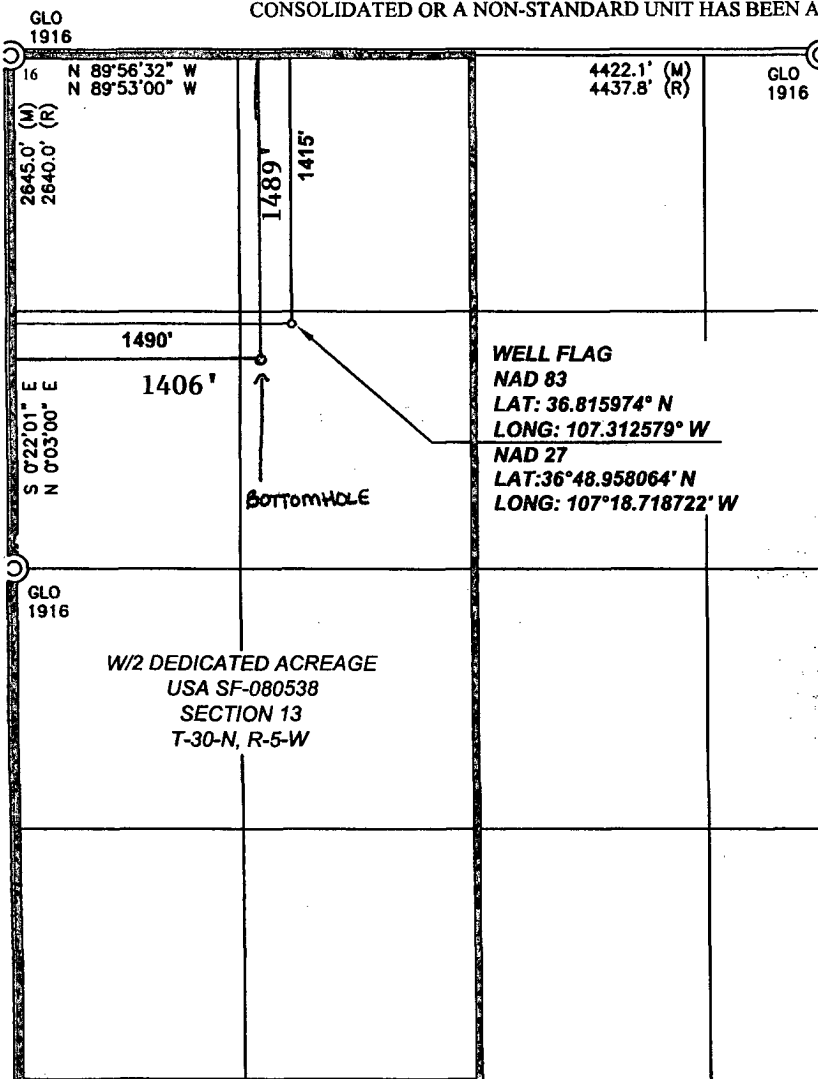 CONSOLIDATED OR A NON-STANDARD UNIT HAS BEEN A
GLO
1916
16
N 89°56'32" W
N 89°53'00" W
4422.1' (M)
4437.8' (R)
GLO
1916
2645.0' (M)
2640.0' (R)
1489'
1415'
1490'
1406'
S 0°22'01" E
N 0°03'00" E
BOTTOMHOLE
WELL FLAG
NAD 83
LAT: 36.815974° N
LONG: 107.312579° W
NAD 27
LAT:36°48.958064' N
LONG: 107°18.718722' W
GLO
1916
W/2 DEDICATED ACREAGE
USA SF-080538
SECTION 13
T-30-N, R-5-W